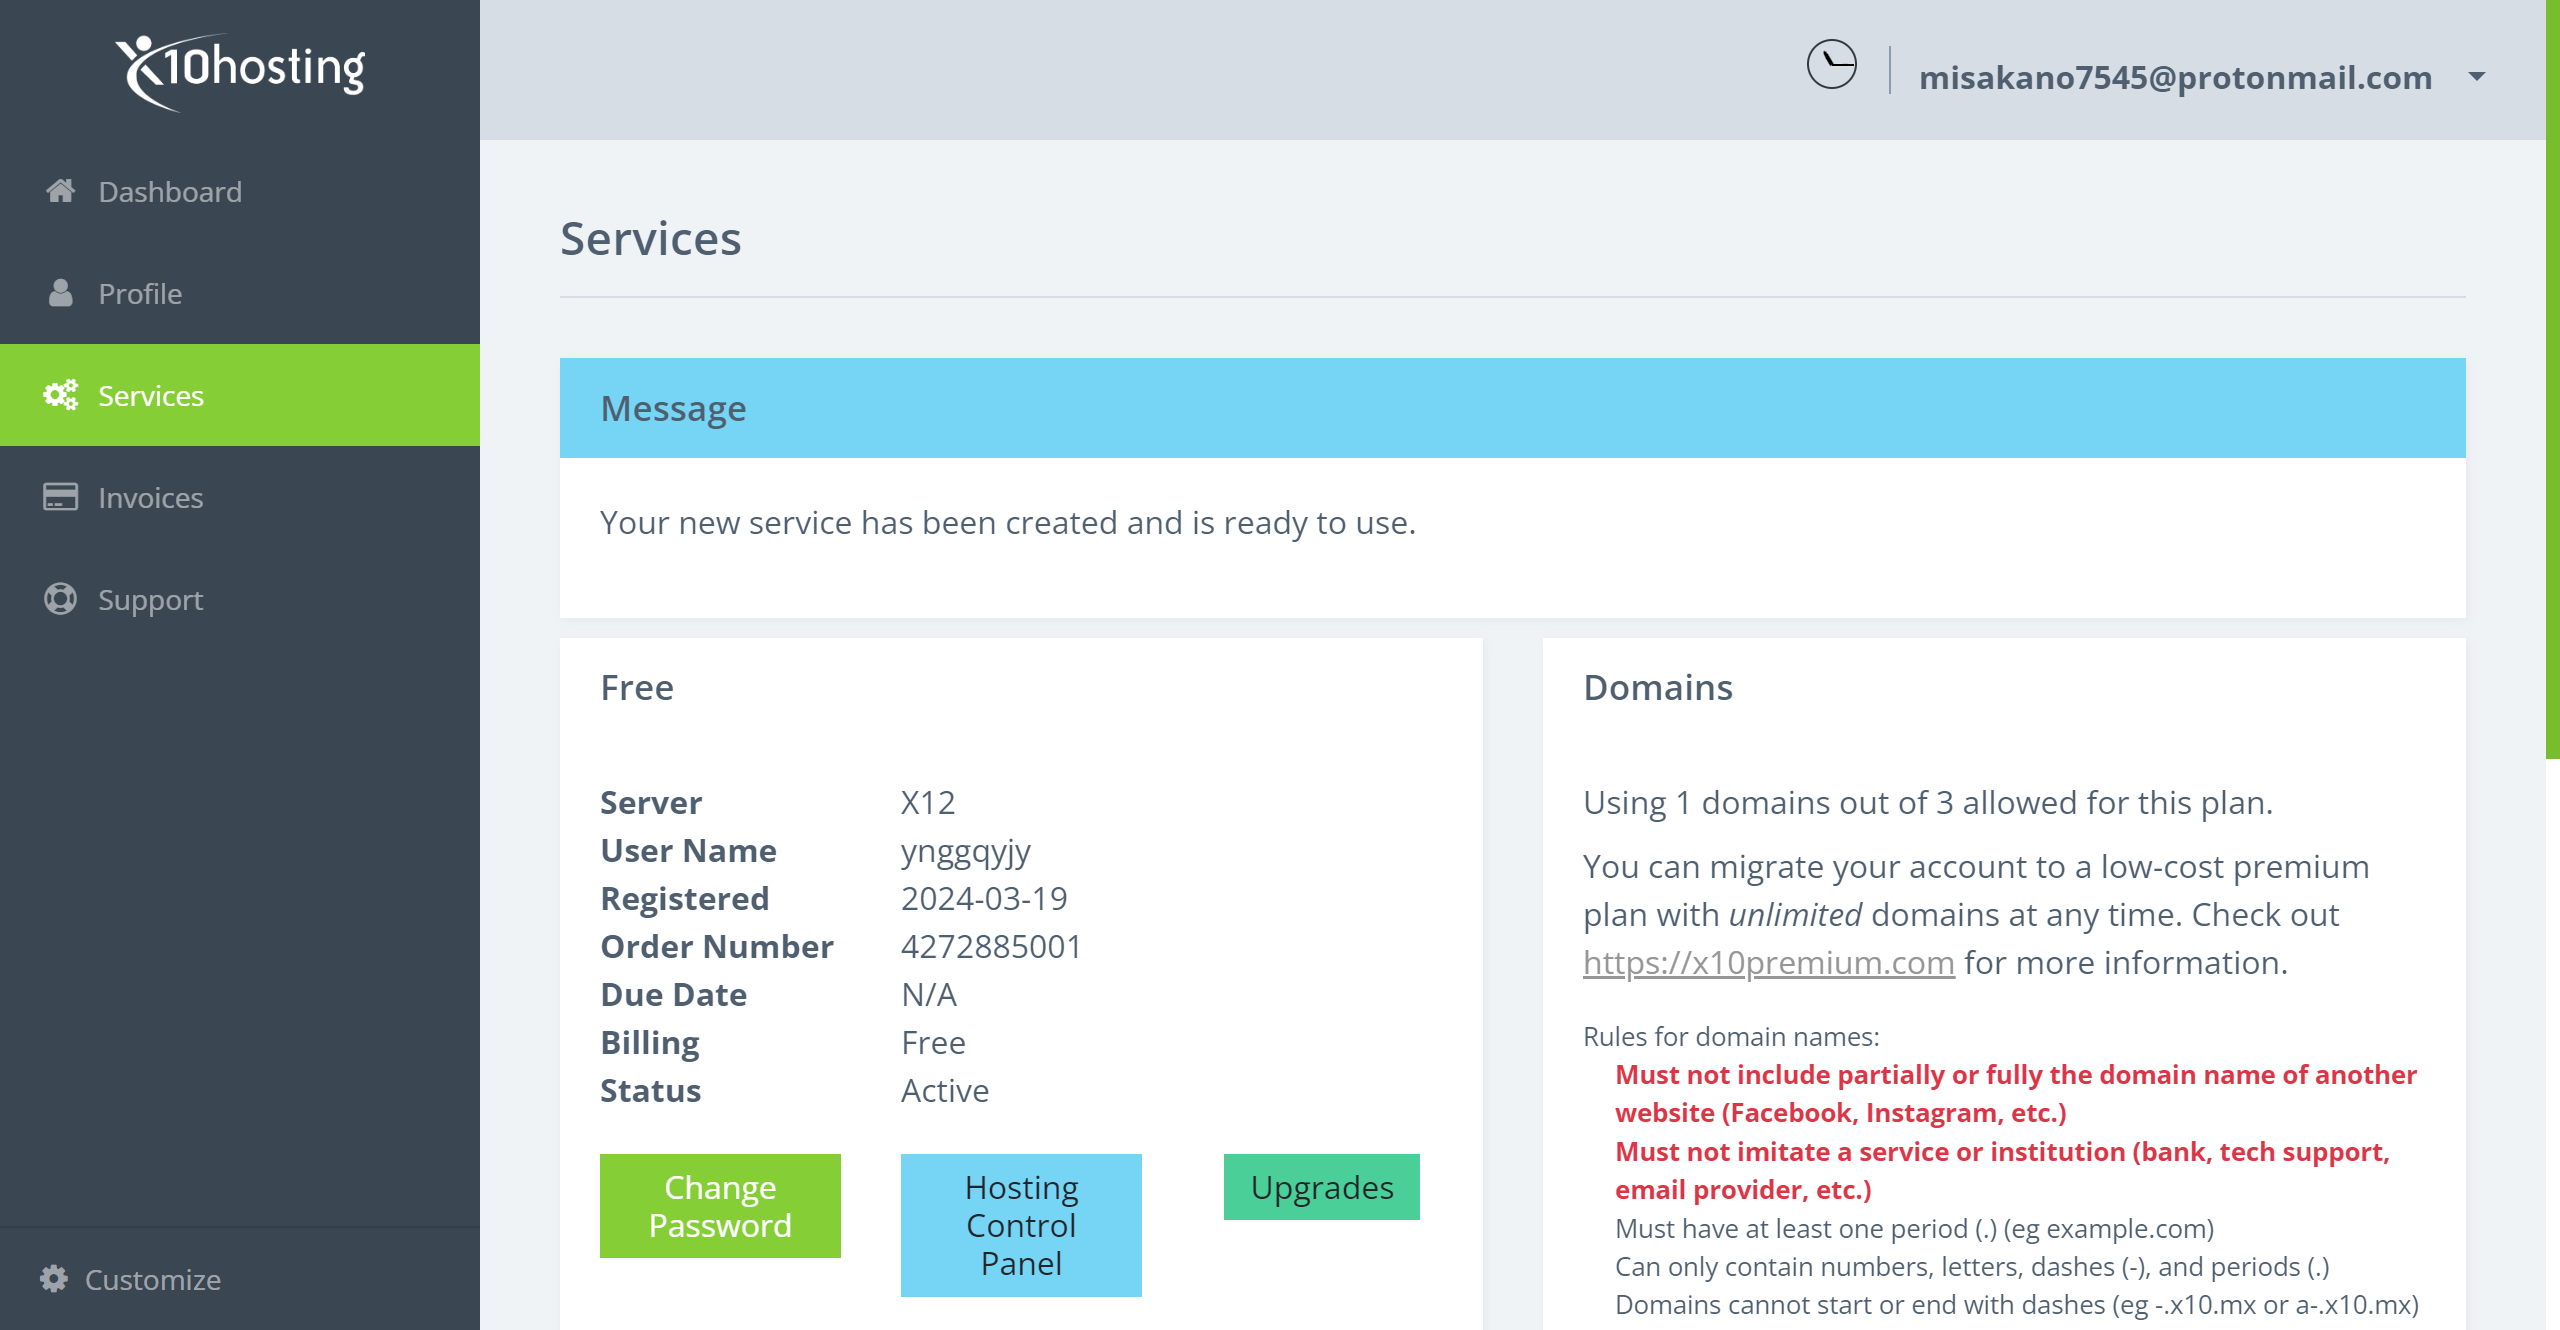 x10hosting
misakano7545@protonmail.com
Dashboard
Profile
Services
Invoices
Support
Customize
Services
Message
Your new service has been created and is ready to use.
Free
Server X12
User Name ynggqyjy
Registered 2024-03-19
Order Number 4272885001
Due Date N/A
Billing Free
Status Active
Change
Password
Hosting
Control
Panel
Upgrades
Domains
Using 1 domains out of 3 allowed for this plan.
You can migrate your account to a low-cost premium
plan with unlimited domains at any time. Check out
https://x10premium.com for more information.
Rules for domain names:
Must not include partially or fully the domain name of another
website (Facebook, Instagram, etc.)
Must not imitate a service or institution (bank, tech support,
email provider, etc.)
Must have at least one period (.) (eg example.com)
Can only contain numbers, letters, dashes (-), and periods (.)
Domains cannot start or end with dashes (eg -.x10.mx or a-.x10.mx)